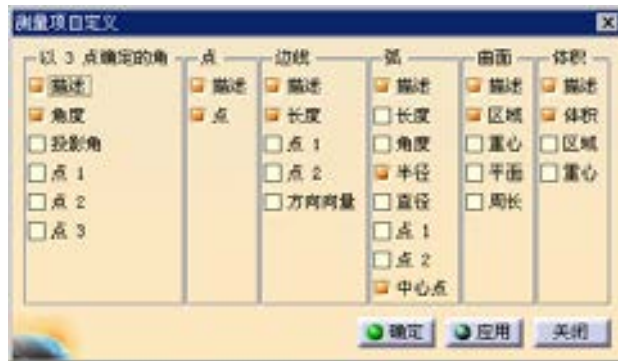 测量项目定义
以 3 点确定的角
描述
角度
投影角
点 1
点 2
点 3
点
描述
点
边线
描述
长度
点 1
点 2
方向向量
弧
描述
长度
角度
半径
直径
点 1
点 2
中心点
曲面
描述
区域
重心
平面
周长
体积
描述
体积
区域
重心
确定
应用
关闭